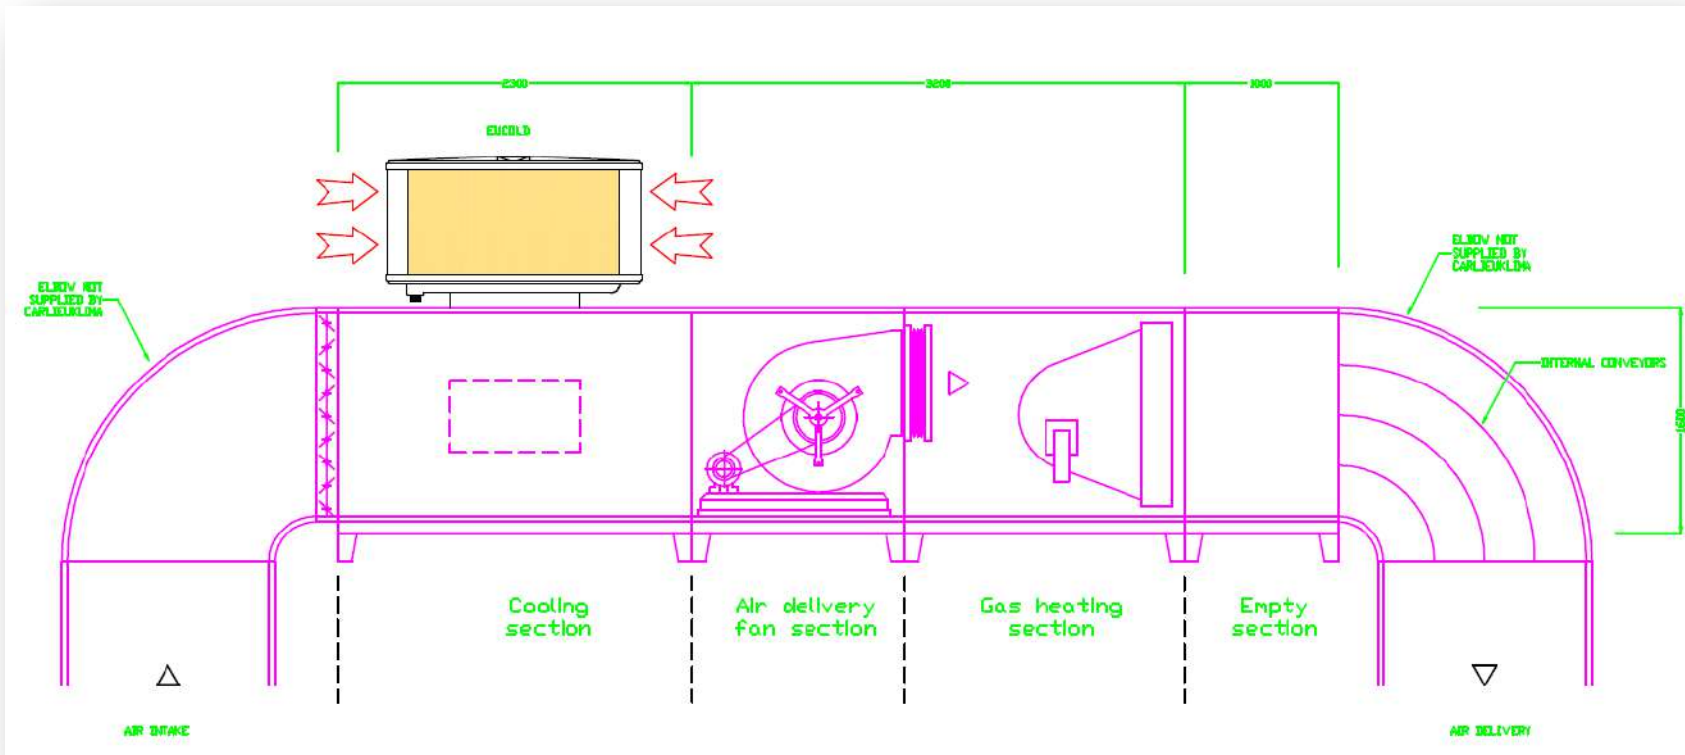 2300
3200
1000
EUCOLD
ELBOW NOT
SUPPLIED BY
CARLIEUKLIMA
ELBOW NOT
SUPPLIED BY
CARLIEUKLIMA
INTERNAL CONVEYORS
1600
Cooling
section
Air delivery
fan section
Gas heating
section
Empty
section
AIR INTAKE
AIR DELIVERY